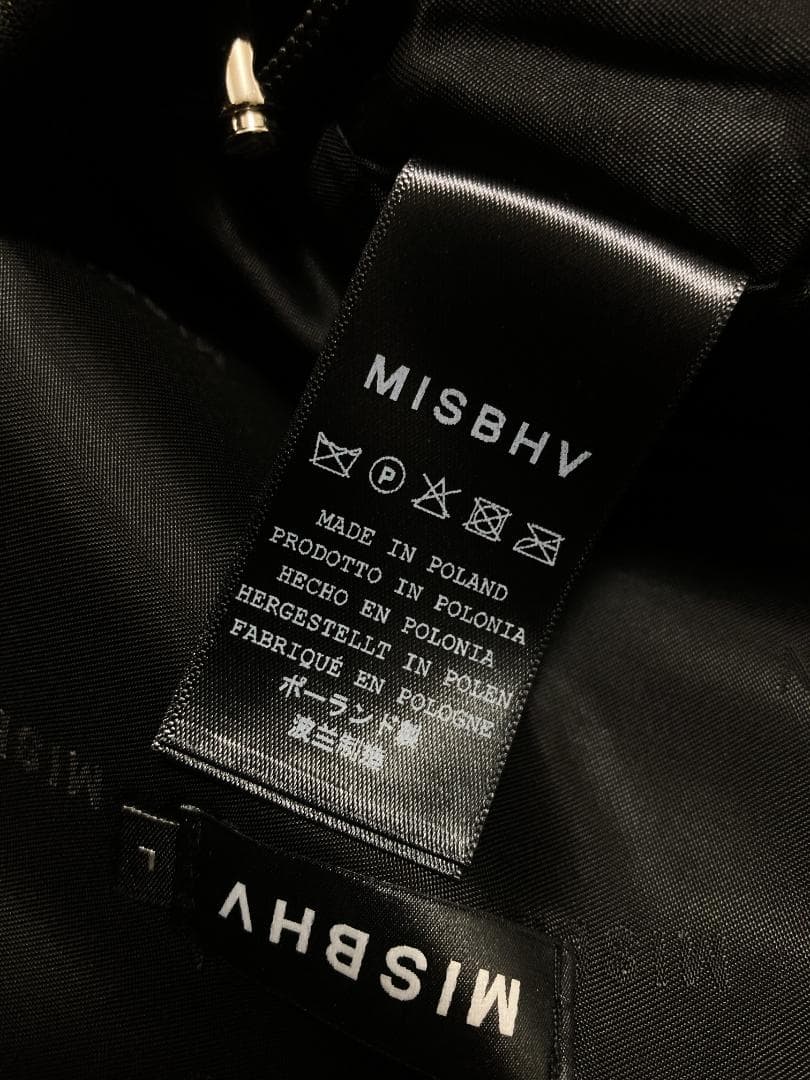 MISBHV
P
MADE IN POLAND
PRODOTTO IN POLONIA
HECHO EN POLONIA
HERGESTELLT IN POLEN
FABRIQUÉ EN POLOGNE
ポーランド製
波兰制造
L
MISBHV